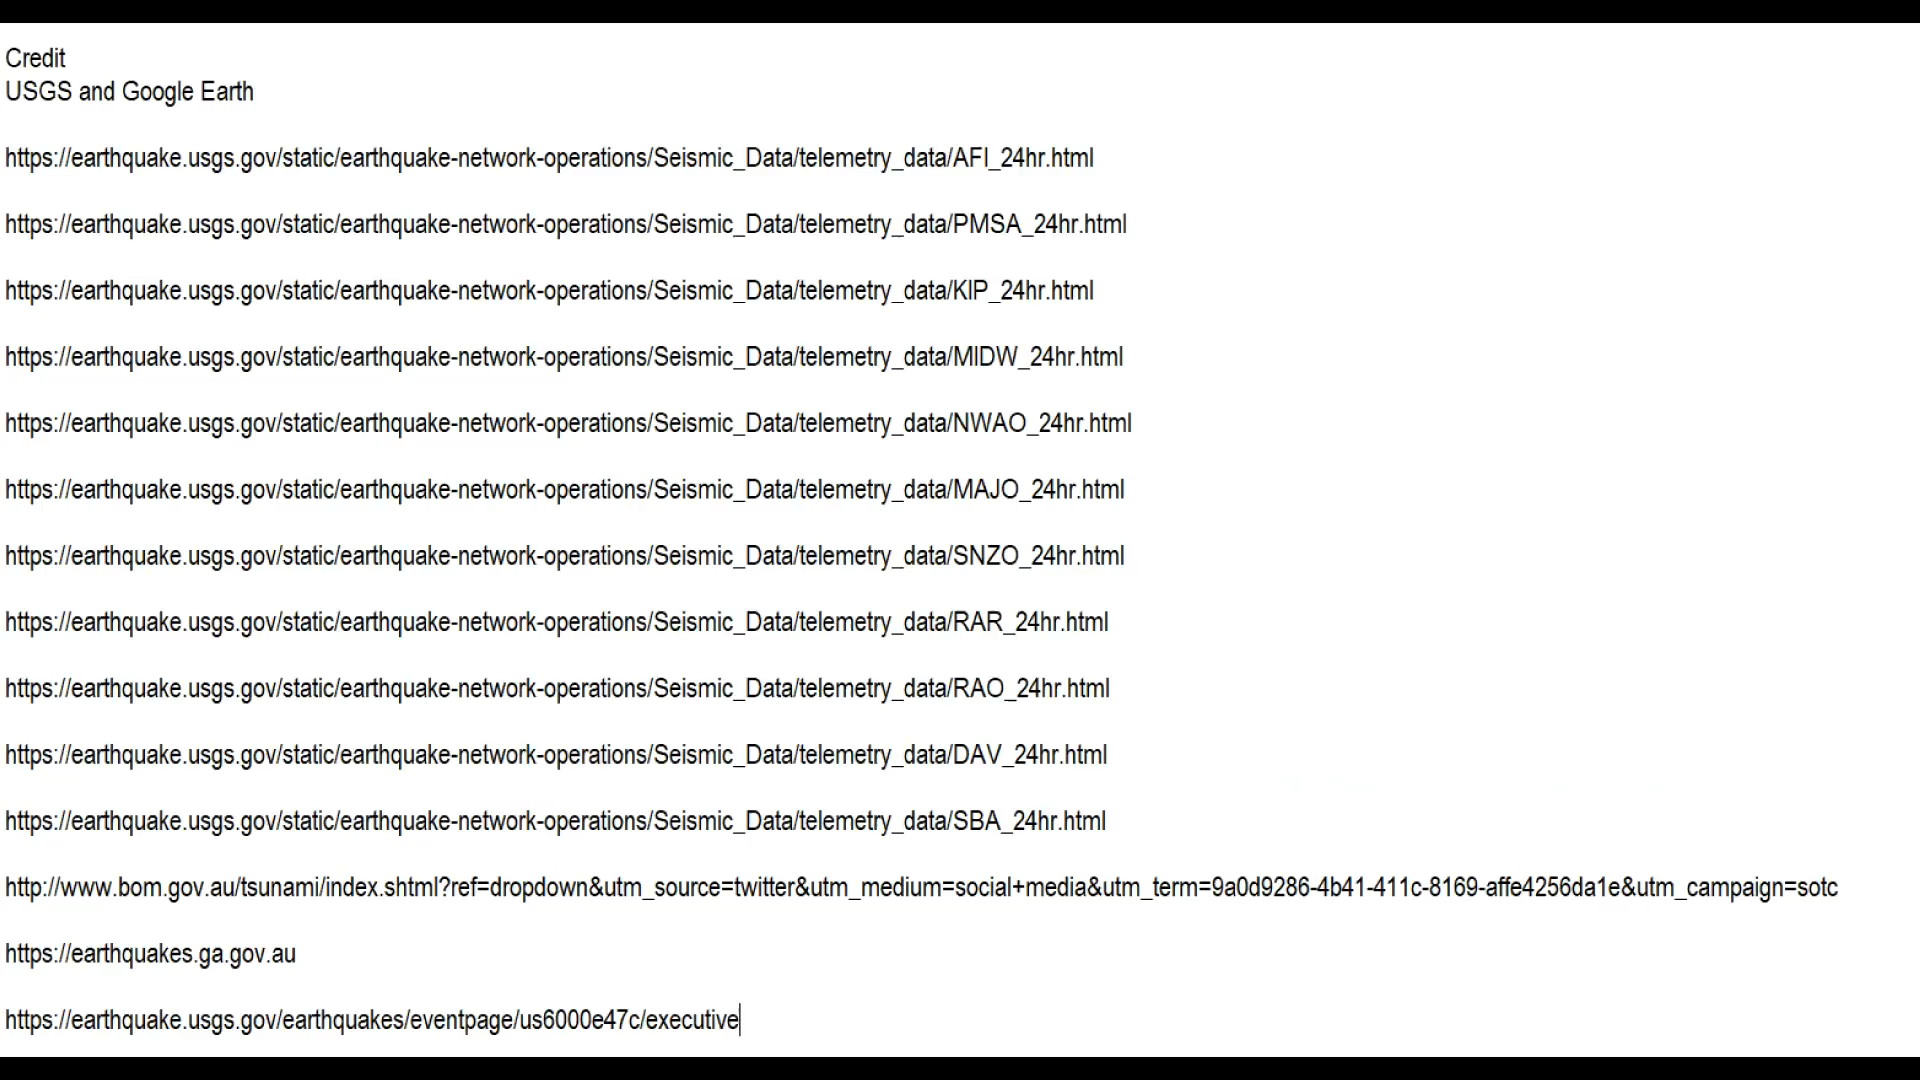 Credit
USGS and Google Earth
https://earthquake.usgs.gov/static/earthquake-network-operations/Seismic_Data/telemetry_data/AFI_24hr.html
https://earthquake.usgs.gov/static/earthquake-network-operations/Seismic_Data/telemetry_data/PMSA_24hr.html
https://earthquake.usgs.gov/static/earthquake-network-operations/Seismic_Data/telemetry_data/KIP_24hr.html
https://earthquake.usgs.gov/static/earthquake-network-operations/Seismic_Data/telemetry_data/MIDW_24hr.html
https://earthquake.usgs.gov/static/earthquake-network-operations/Seismic_Data/telemetry_data/NWAO_24hr.html
https://earthquake.usgs.gov/static/earthquake-network-operations/Seismic_Data/telemetry_data/MAJO_24hr.html
https://earthquake.usgs.gov/static/earthquake-network-operations/Seismic_Data/telemetry_data/SNZO_24hr.html
https://earthquake.usgs.gov/static/earthquake-network-operations/Seismic_Data/telemetry_data/RAR_24hr.html
https://earthquake.usgs.gov/static/earthquake-network-operations/Seismic_Data/telemetry_data/RAO_24hr.html
https://earthquake.usgs.gov/static/earthquake-network-operations/Seismic_Data/telemetry_data/DAV_24hr.html
https://earthquake.usgs.gov/static/earthquake-network-operations/Seismic_Data/telemetry_data/SBA_24hr.html
http://www.bom.gov.au/tsunami/index.shtml?ref=dropdown&utm_source=twitter&utm_medium=social+media&utm_term=9a0d9286-4b41-411c-8169-affe4256da1e&utm_campaign=sotc
https://earthquakes.ga.gov.au
https://earthquake.usgs.gov/earthquakes/eventpage/us6000e47c/executive